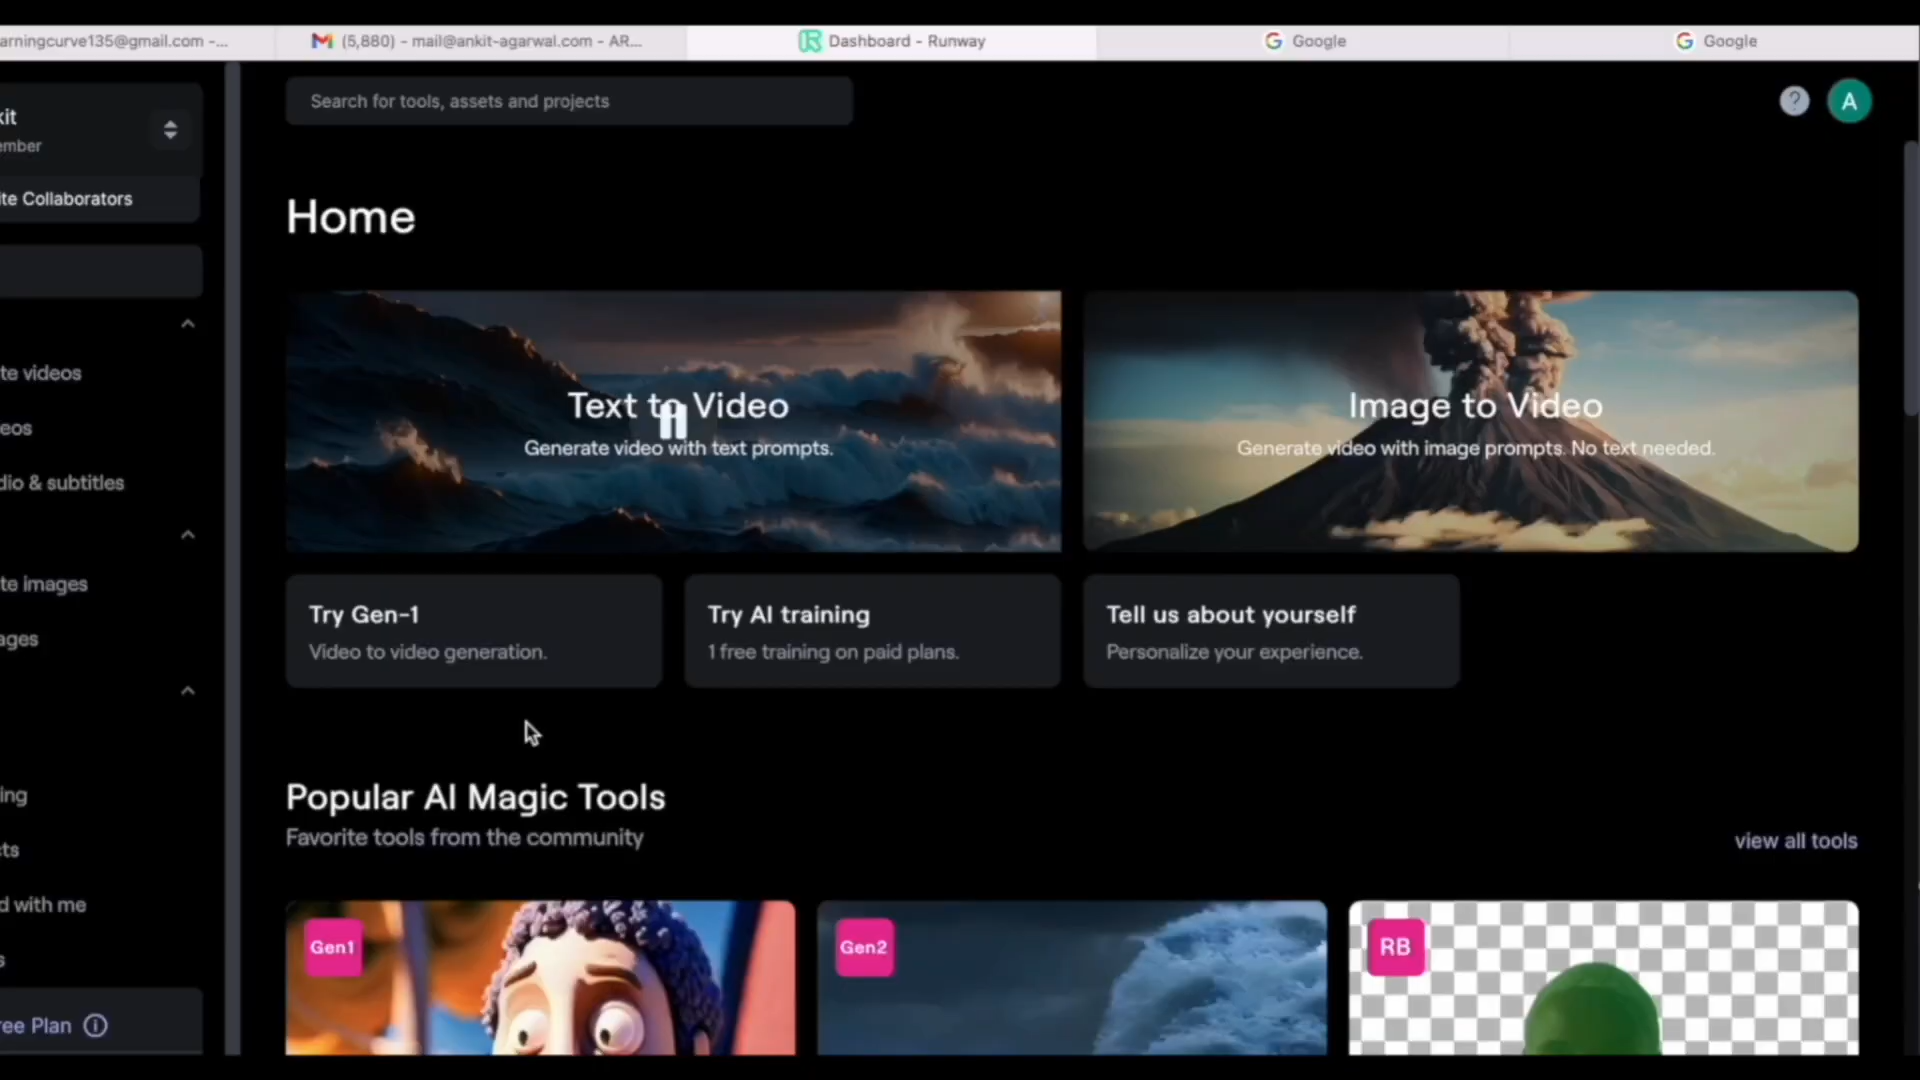 arningcurve135@gmail.com -...
(5,880) - mail@ankit-agarwal.com - AR...
Dashboard - Runway
Google
Google
kit
ember
ite Collaborators
Search for tools, assets and projects
?
A
Home
Text to Video
Generate video with text prompts.
Image to Video
Generate video with image prompts. No text needed.
te videos
eos
dio & subtitles
te images
ages
ing
cts
d with me
s
ree Plan
Try Gen-1
Video to video generation.
Try AI training
1 free training on paid plans.
Tell us about yourself
Personalize your experience.
Popular AI Magic Tools
Favorite tools from the community
view all tools
Gen1
Gen2
RB